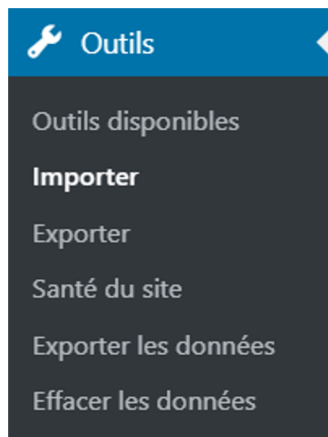 Outils
Outils disponibles
Importer
Exporter
Santé du site
Exporter les données
Effacer les données